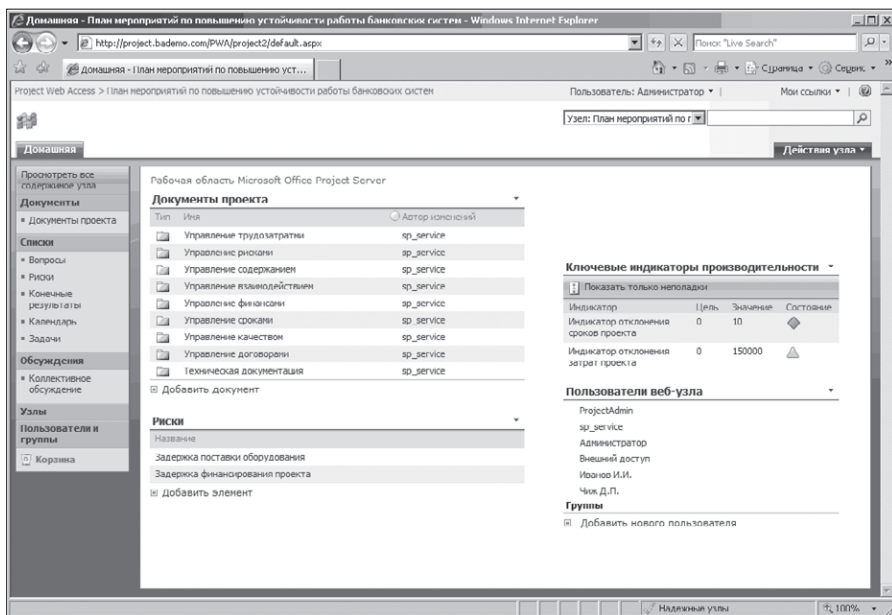 Домашняя - План мероприятий по повышению устойчивости работы банковских систем - Windows Internet Explorer
http://project.bademo.com/PWA/project2/default.aspx
Поиск "Live Search"
Домашняя - План мероприятий по повышению уст...
Страница
Сервис
Project Web Access > План мероприятий по повышению устойчивости работы банковских систем
Пользователь: Администратор
Мои ссылки
Узел: План мероприятий по г
Домашняя
Действия узла
Просмотреть все содержимое узла
Документы
Документы проекта
Списки
Вопросы
Риски
Конечные результаты
Календарь
Задачи
Обсуждения
Коллективное обсуждение
Узлы
Пользователи и группы
Корзина
Рабочая область Microsoft Office Project Server
Документы проекта
Тип Имя Автор изменений
Управление трудозатратми sp_service
Управление рисками sp_service
Управление содержанием sp_service
Управление взаимодействием sp_service
Управление финансами sp_service
Управление сроками sp_service
Управление качеством sp_service
Управление договорами sp_service
Техническая документация sp_service
Добавить документ
Риски
Название
Задержка поставки оборудования
Задержка финансирования проекта
Добавить элемент
Ключевые индикаторы производительности
Показать только неполадки
Индикатор Цель Значение Состояние
Индикатор отклонения сроков проекта 0 10
Индикатор отклонения затрат проекта 0 150000
Пользователи веб-узла
ProjectAdmin
sp_service
Администратор
Внешний доступ
Иванов И.И.
Чиж Д.П.
Группы
Добавить нового пользователя
Надежные узлы
100%